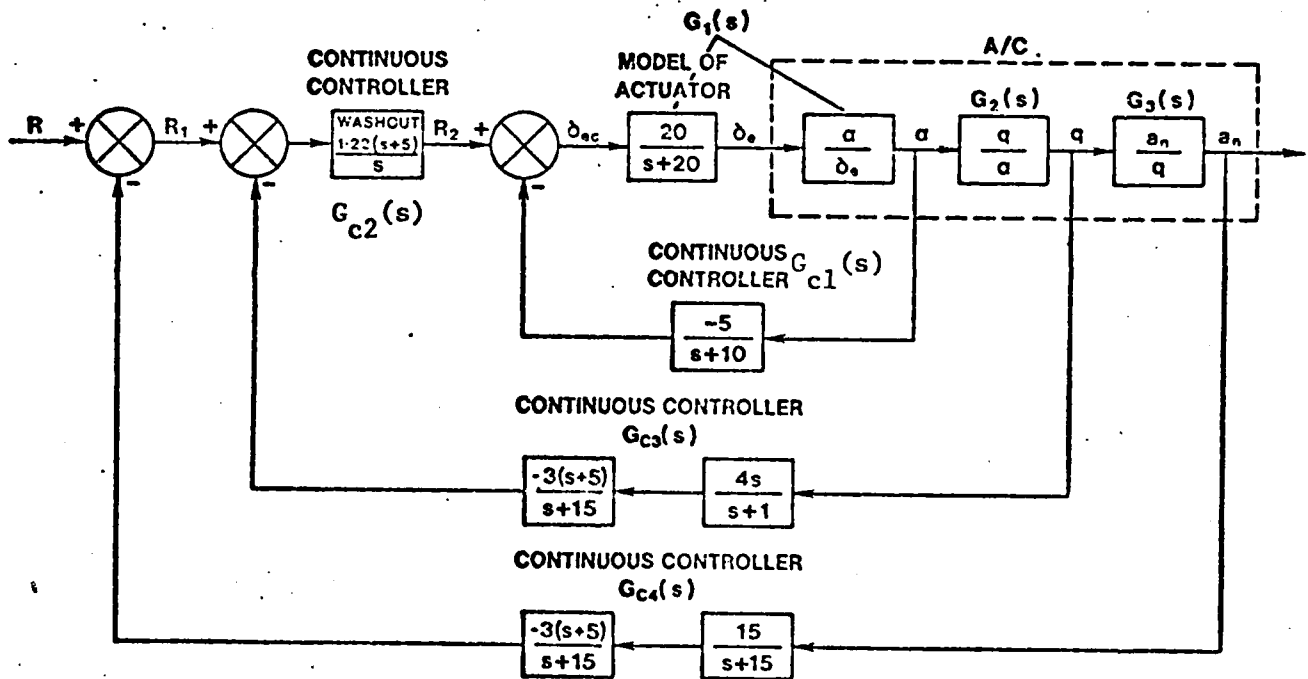 G₁(s)
A/C.
CONTINUOUS
CONTROLLER
MODEL OF
ACTUATOR
G₂(s)
G₃(s)
R
+
-
R₁
+
-
WASHOUT
1·22(s+5)
s
R₂
+
-
δec
20
s+20
δe
α
δe
α
q
α
q
an
q
an
Gc2(s)
CONTINUOUS
CONTROLLER
Gc1(s)
-5
s+10
CONTINUOUS CONTROLLER
GC3(s)
-3(s+5)
s+15
4s
s+1
CONTINUOUS CONTROLLER
GC4(s)
-3(s+5)
s+15
15
s+15